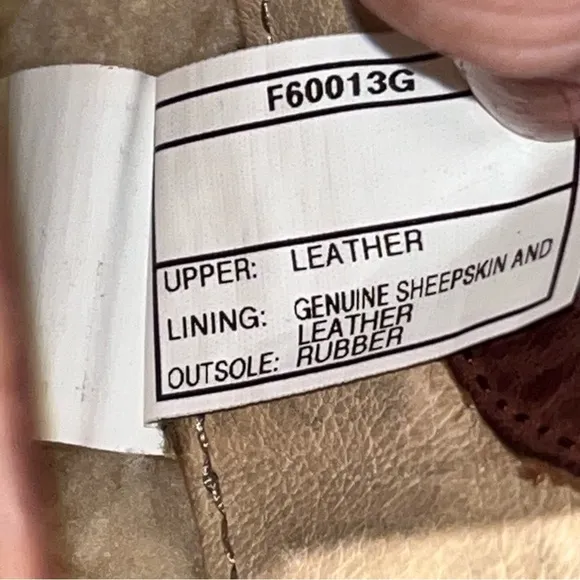 F60013G
UPPER: LEATHER
LINING: GENUINE SHEEPSKIN AND
LEATHER
OUTSOLE: RUBBER